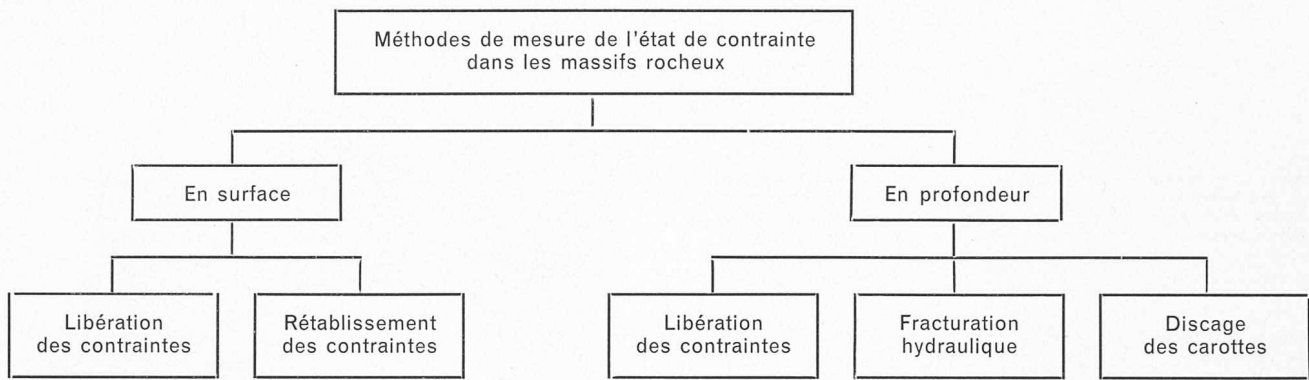 Méthodes de mesure de l'état de contrainte
dans les massifs rocheux
En surface
En profondeur
Libération
des contraintes
Rétablissement
des contraintes
Libération
des contraintes
Fracturation
hydraulique
Discage
des carottes